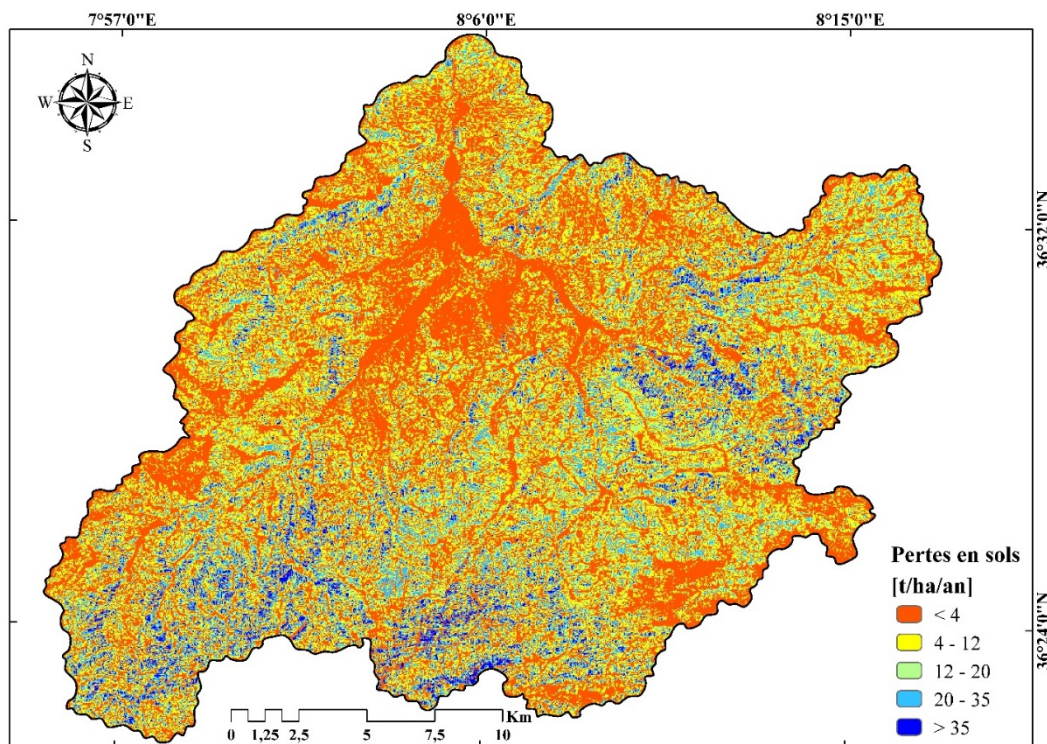 7°57'0"E 8°6'0"E 8°15'0"E
N
W E
S
36°32'0"N
36°24'0"N
Pertes en sols
[t/ha/an]
< 4
4 - 12
12 - 20
20 - 35
> 35
Km
0 1,25 2,5 5 7,5 10